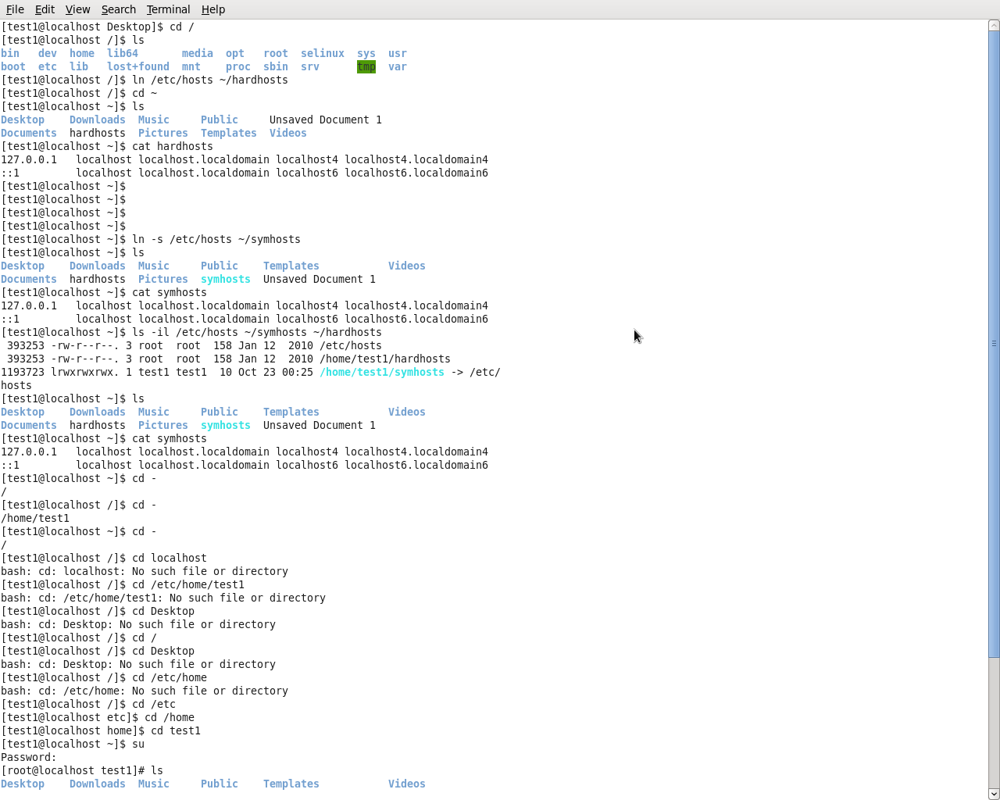 File Edit View Search Terminal Help
[test1@localhost Desktop]$ cd /
[test1@localhost /]$ ls
bin   dev  home  lib64       media  opt   root  selinux  sys  usr
boot  etc  lib   lost+found  mnt    proc  sbin  srv      tmp  var
[test1@localhost /]$ ln /etc/hosts ~/hardhosts
[test1@localhost /]$ cd ~
[test1@localhost ~]$ ls
Desktop    Downloads  Music     Public     Unsaved Document 1
Documents  hardhosts  Pictures  Templates  Videos
[test1@localhost ~]$ cat hardhosts
127.0.0.1   localhost localhost.localdomain localhost4 localhost4.localdomain4
::1         localhost localhost.localdomain localhost6 localhost6.localdomain6
[test1@localhost ~]$
[test1@localhost ~]$
[test1@localhost ~]$
[test1@localhost ~]$
[test1@localhost ~]$ ln -s /etc/hosts ~/symhosts
[test1@localhost ~]$ ls
Desktop    Downloads  Music     Public    Templates           Videos
Documents  hardhosts  Pictures  symhosts  Unsaved Document 1
[test1@localhost ~]$ cat symhosts
127.0.0.1   localhost localhost.localdomain localhost4 localhost4.localdomain4
::1         localhost localhost.localdomain localhost6 localhost6.localdomain6
[test1@localhost ~]$ ls -il /etc/hosts ~/symhosts ~/hardhosts
 393253 -rw-r--r--. 3 root  root  158 Jan 12  2010 /etc/hosts
 393253 -rw-r--r--. 3 root  root  158 Jan 12  2010 /home/test1/hardhosts
1193723 lrwxrwxrwx. 1 test1 test1  10 Oct 23 00:25 /home/test1/symhosts -> /etc/
hosts
[test1@localhost ~]$ ls
Desktop    Downloads  Music     Public    Templates           Videos
Documents  hardhosts  Pictures  symhosts  Unsaved Document 1
[test1@localhost ~]$ cat symhosts
127.0.0.1   localhost localhost.localdomain localhost4 localhost4.localdomain4
::1         localhost localhost.localdomain localhost6 localhost6.localdomain6
[test1@localhost ~]$ cd -
/
[test1@localhost /]$ cd -
/home/test1
[test1@localhost ~]$ cd -
/
[test1@localhost /]$ cd localhost
bash: cd: localhost: No such file or directory
[test1@localhost /]$ cd /etc/home/test1
bash: cd: /etc/home/test1: No such file or directory
[test1@localhost /]$ cd Desktop
bash: cd: Desktop: No such file or directory
[test1@localhost /]$ cd /
[test1@localhost /]$ cd Desktop
bash: cd: Desktop: No such file or directory
[test1@localhost /]$ cd /etc/home
bash: cd: /etc/home: No such file or directory
[test1@localhost /]$ cd /etc
[test1@localhost etc]$ cd /home
[test1@localhost home]$ cd test1
[test1@localhost ~]$ su
Password:
[root@localhost test1]# ls
Desktop    Downloads  Music     Public    Templates           Videos